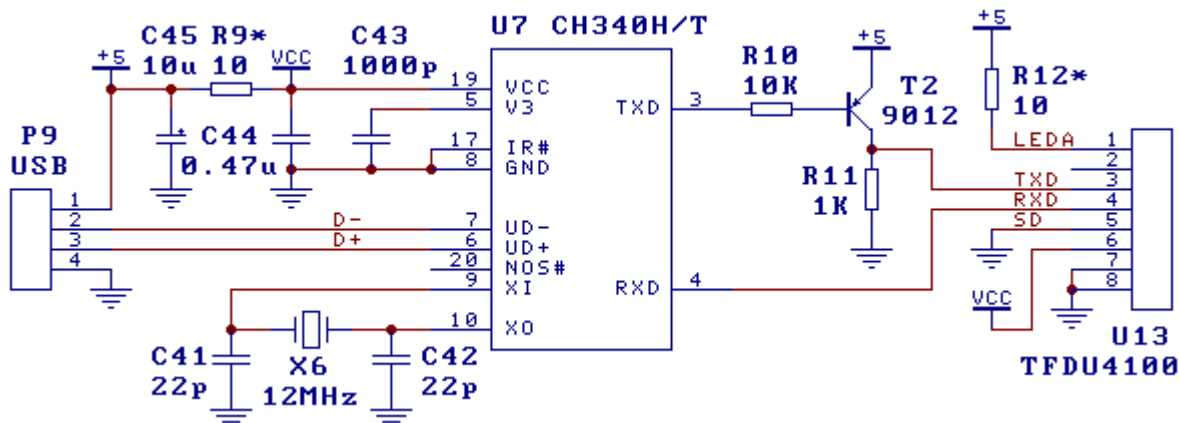 U7 CH340H/T
C45 R9* C43
+5 VCC
10u 10 1000p
19 VCC
5 V3
17 IR#
8 GND
7 UD-
6 UD+
20 NOS#
9 XI
10 XO
TXD 3
RXD 4
P9
USB
1
2
3
4
C44
0.47u
D-
D+
C41
22p
X6
12MHz
C42
22p
R10
10K
+5
T2
9012
R11
1K
+5
R12*
10
LEDA 1
2
TXD 3
RXD 4
SD 5
6
7
8
VCC
U13
TFDU4100